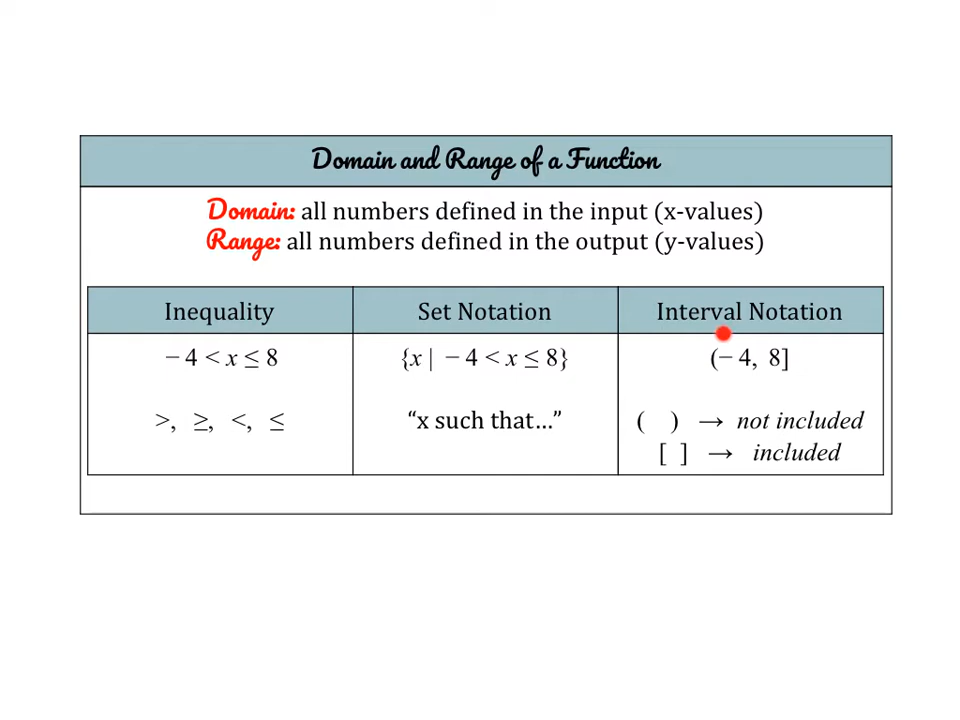 Domain and Range of a Function
Domain: all numbers defined in the input (x-values)
Range: all numbers defined in the output (y-values)
Inequality
Set Notation
Interval Notation
− 4 < x ≤ 8
{x | − 4 < x ≤ 8}
(− 4, 8]
>, ≥, <, ≤
“x such that…”
( ) → not included
[ ] → included